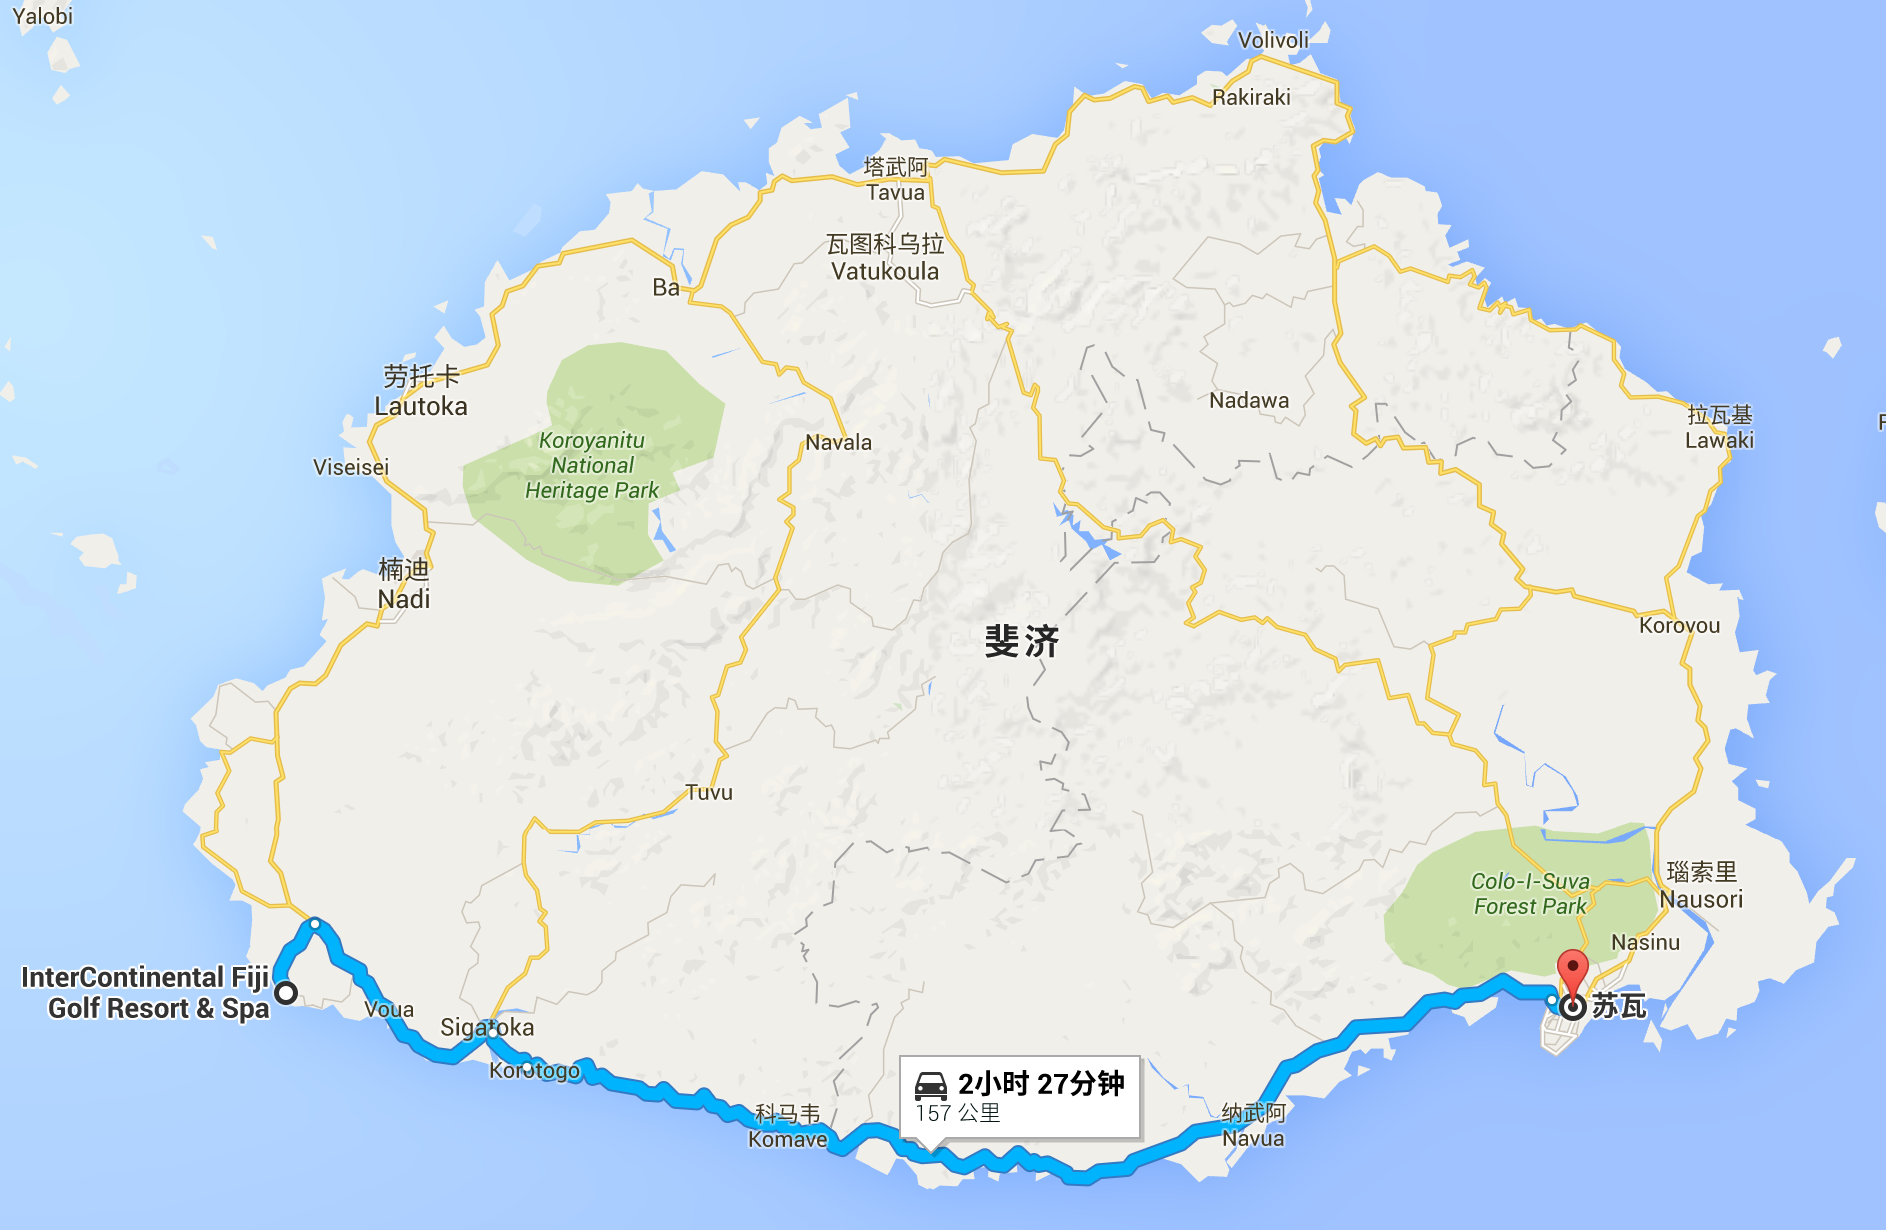 Yalobi
Volivoli
Rakiraki
塔武阿
Tavua
瓦图科乌拉
Vatukoula
Ba
劳托卡
Lautoka
Koroyanitu
National
Heritage Park
Navala
Nadawa
拉瓦基
Lawaki
F
Viseisei
楠迪
Nadi
斐济
Korovou
Tuvu
Colo-I-Suva
Forest Park
瑙索里
Nausori
Nasinu
InterContinental Fiji
Golf Resort & Spa
Voua
Sigatoka
苏瓦
Korotogo
2小时 27分钟
157 公里
科马韦
Komave
纳武阿
Navua